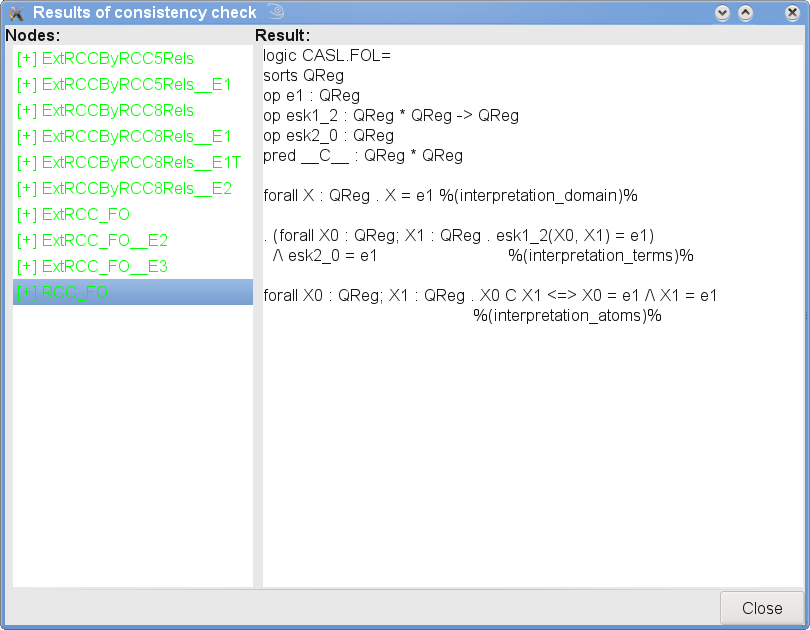 Results of consistency check
Nodes:
[+] ExtRCCByRCC5Rels
[+] ExtRCCByRCC5Rels__E1
[+] ExtRCCByRCC8Rels
[+] ExtRCCByRCC8Rels__E1
[+] ExtRCCByRCC8Rels__E1T
[+] ExtRCCByRCC8Rels__E2
[+] ExtRCC_FO
[+] ExtRCC_FO__E2
[+] ExtRCC_FO__E3
[+] RCC_FO
Result:
logic CASL.FOL=
sorts QReg
op e1 : QReg
op esk1_2 : QReg * QReg -> QReg
op esk2_0 : QReg
pred __C__ : QReg * QReg
forall X : QReg . X = e1 %(interpretation_domain)%
. (forall X0 : QReg; X1 : QReg . esk1_2(X0, X1) = e1)
/\ esk2_0 = e1 %(interpretation_terms)%
forall X0 : QReg; X1 : QReg . X0 C X1 <=> X0 = e1 /\ X1 = e1
%(interpretation_atoms)%
Close